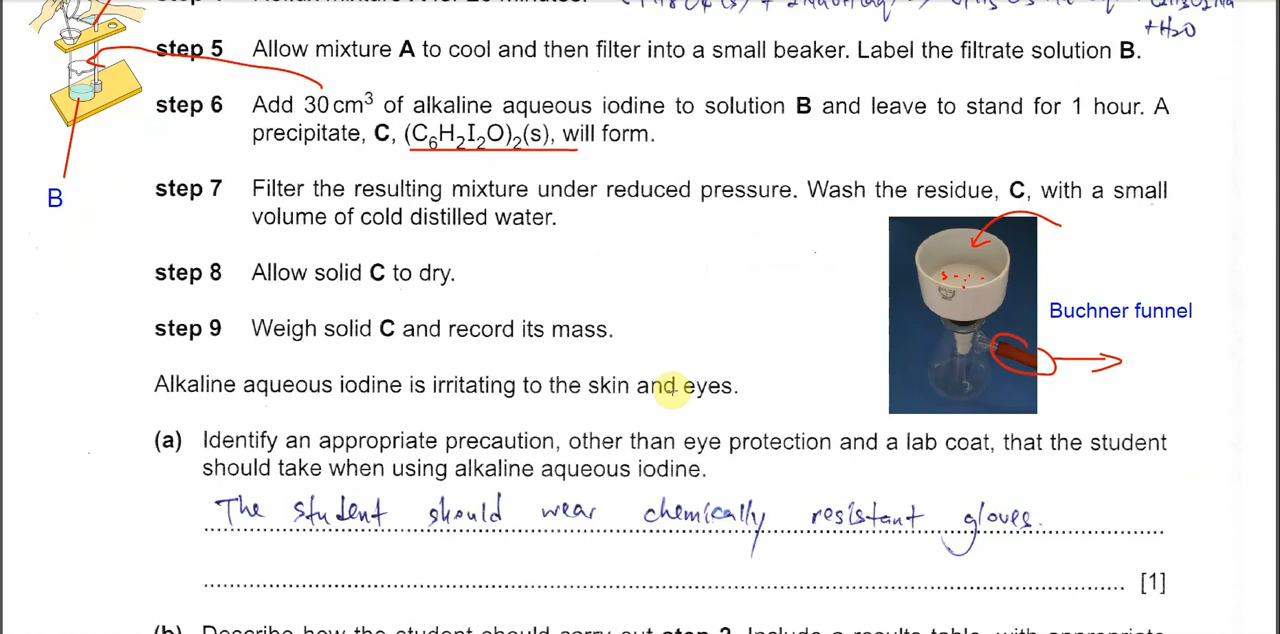 step 5 Allow mixture A to cool and then filter into a small beaker. Label the filtrate solution B.
+ H₂O
step 6 Add 30 cm³ of alkaline aqueous iodine to solution B and leave to stand for 1 hour. A
precipitate, C, (C₆H₂I₂O)₂(s), will form.
B
step 7 Filter the resulting mixture under reduced pressure. Wash the residue, C, with a small
volume of cold distilled water.
step 8 Allow solid C to dry.
Buchner funnel
step 9 Weigh solid C and record its mass.
Alkaline aqueous iodine is irritating to the skin and eyes.
(a) Identify an appropriate precaution, other than eye protection and a lab coat, that the student
should take when using alkaline aqueous iodine.
The student should wear chemically resistant gloves.
[1]